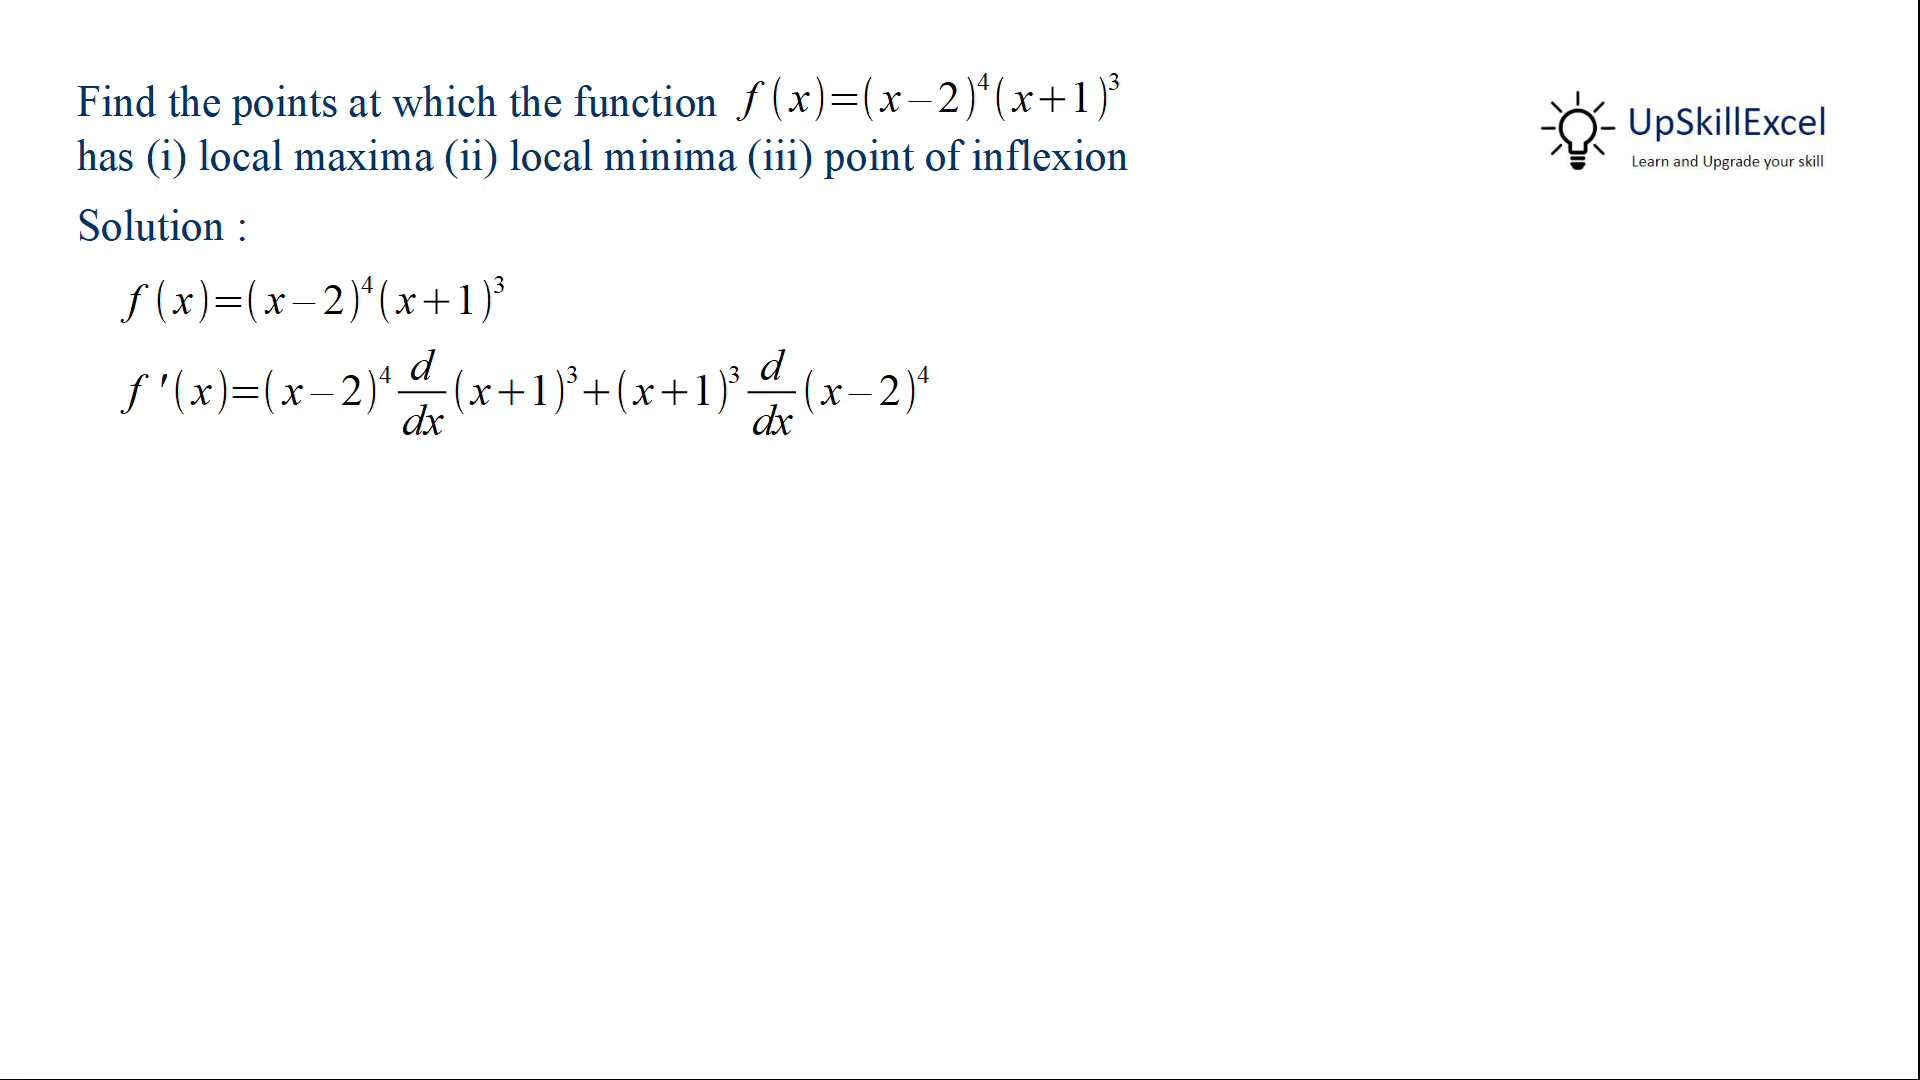 Find the points at which the function f(x)=(x−2)⁴(x+1)³
has (i) local maxima (ii) local minima (iii) point of inflexion
UpSkillExcel
Learn and Upgrade your skill
Solution :
f(x)=(x−2)⁴(x+1)³
f′(x)=(x−2)⁴ d/dx (x+1)³+(x+1)³ d/dx (x−2)⁴